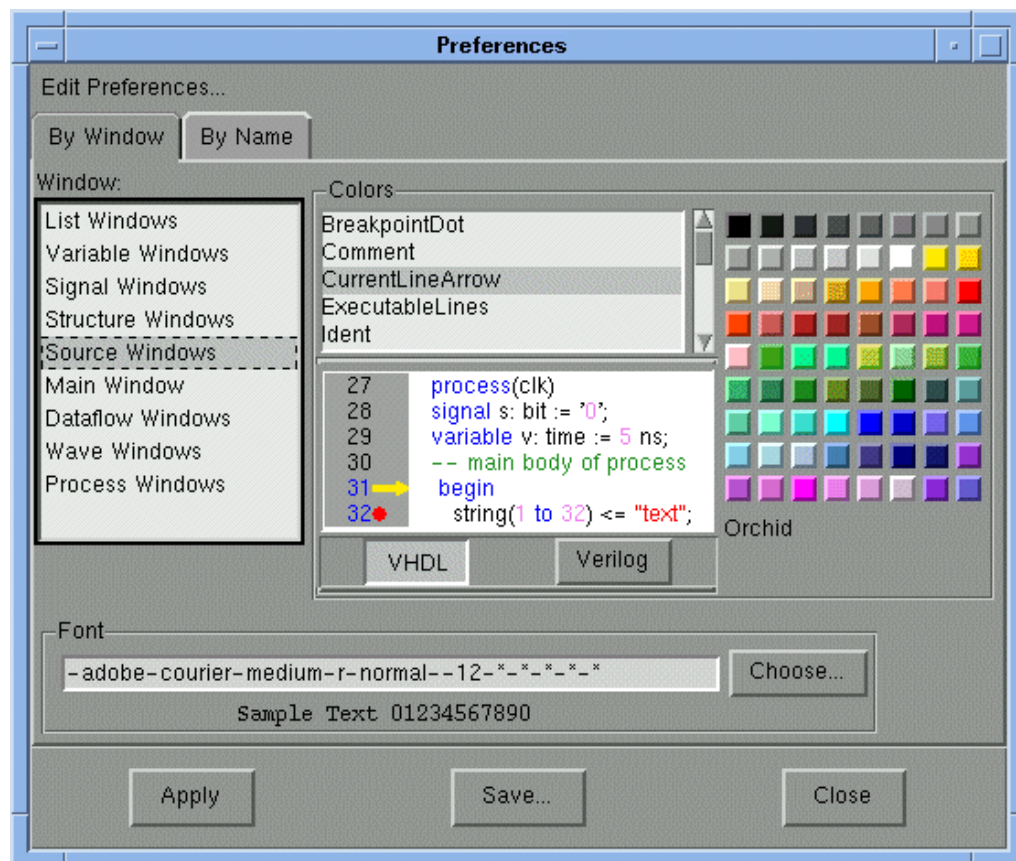 Preferences
Edit Preferences...
By Window
By Name
Window:
List Windows
Variable Windows
Signal Windows
Structure Windows
Source Windows
Main Window
Dataflow Windows
Wave Windows
Process Windows
Colors
BreakpointDot
Comment
CurrentLineArrow
ExecutableLines
Ident
27 process(clk)
28 signal s: bit := '0';
29 variable v: time := 5 ns;
30 -- main body of process
31 begin
32 string(1 to 32) <= "text";
VHDL
Verilog
Orchid
Font
-adobe-courier-medium-r-normal--12-*-*-*-*-*
Choose...
Sample Text 01234567890
Apply
Save...
Close